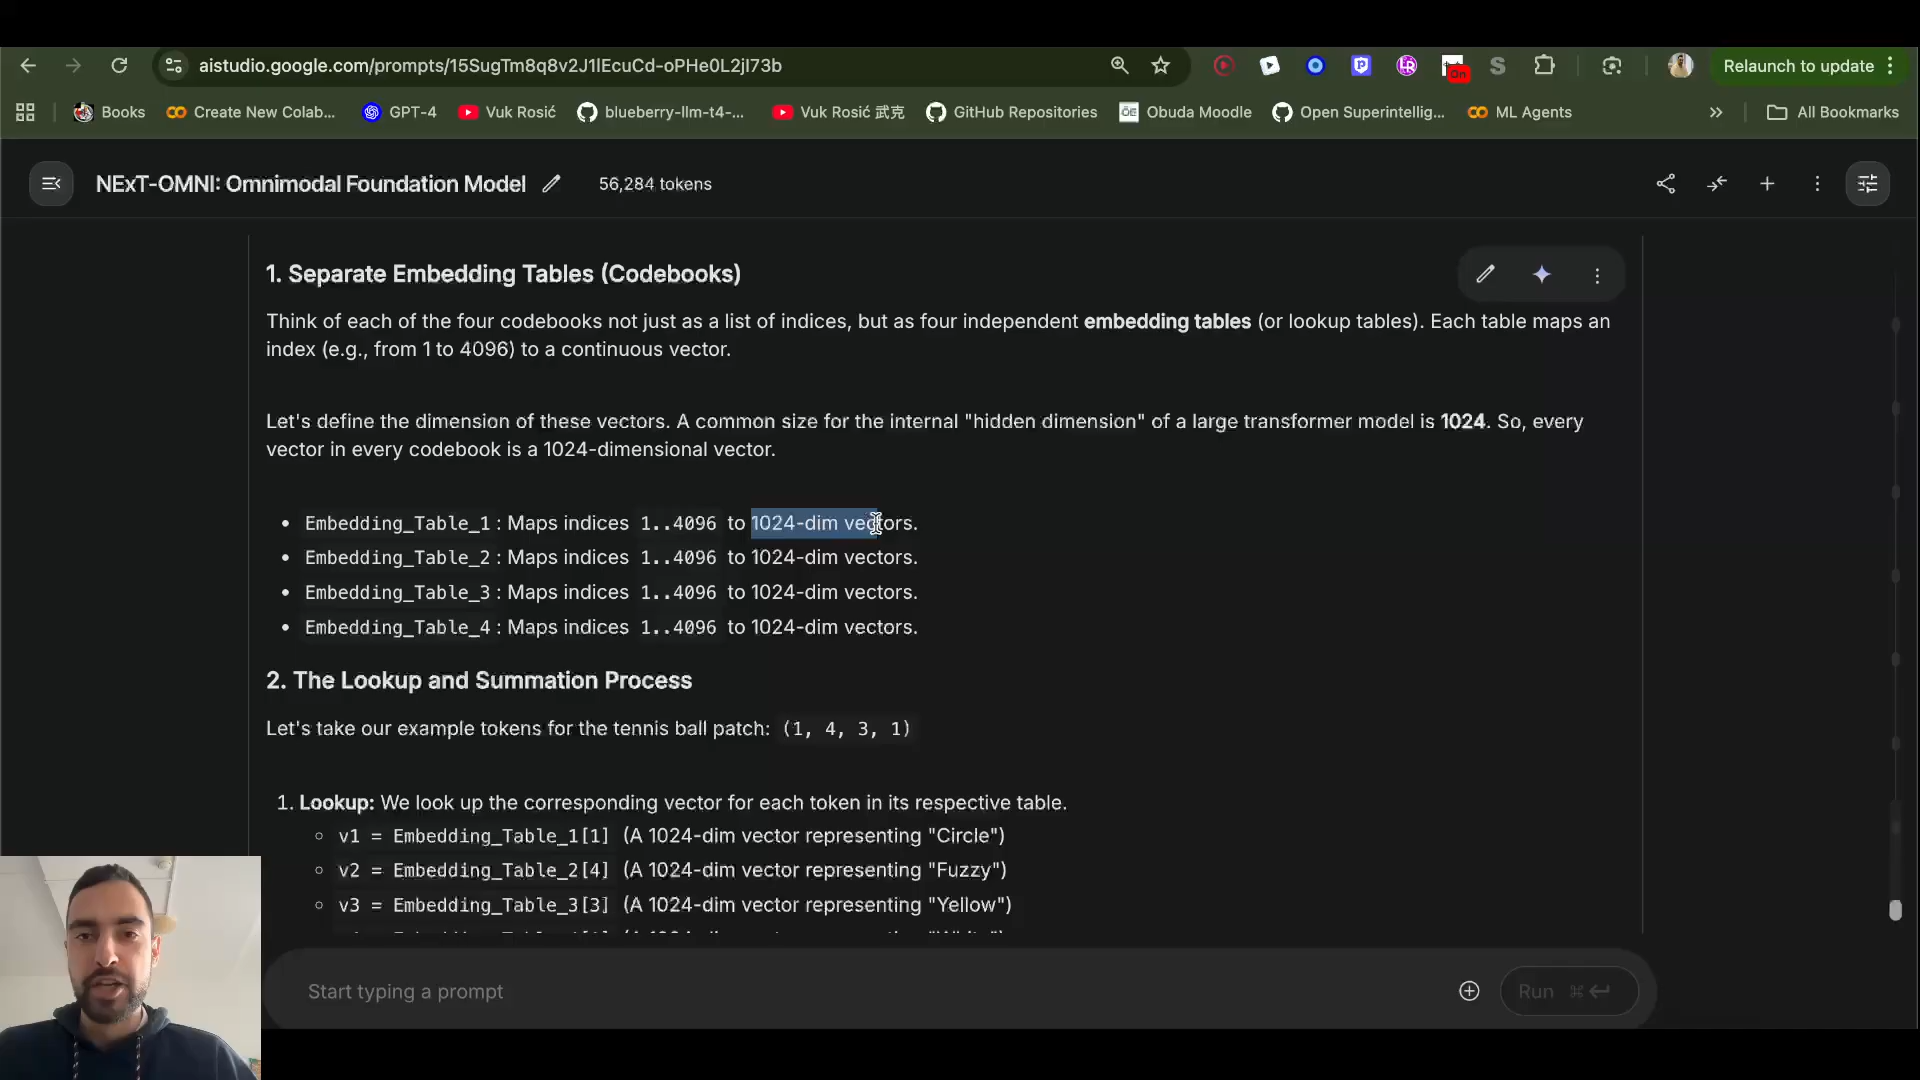 aistudio.google.com/prompts/15SugTm8q8v2J1lEcuCd-oPHe0L2jI73b
On
Relaunch to update
Books
Create New Colab...
GPT-4
Vuk Rosić
blueberry-llm-t4-...
Vuk Rosić 武克
GitHub Repositories
Obuda Moodle
Open Superintellig...
ML Agents
All Bookmarks
NExT-OMNI: Omnimodal Foundation Model
56,284 tokens
1. Separate Embedding Tables (Codebooks)
Think of each of the four codebooks not just as a list of indices, but as four independent embedding tables (or lookup tables). Each table maps an
index (e.g., from 1 to 4096) to a continuous vector.
Let's define the dimension of these vectors. A common size for the internal "hidden dimension" of a large transformer model is 1024. So, every
vector in every codebook is a 1024-dimensional vector.
• Embedding_Table_1 : Maps indices 1..4096 to 1024-dim vectors.
• Embedding_Table_2 : Maps indices 1..4096 to 1024-dim vectors.
• Embedding_Table_3 : Maps indices 1..4096 to 1024-dim vectors.
• Embedding_Table_4 : Maps indices 1..4096 to 1024-dim vectors.
2. The Lookup and Summation Process
Let's take our example tokens for the tennis ball patch: (1, 4, 3, 1)
1. Lookup: We look up the corresponding vector for each token in its respective table.
◦ v1 = Embedding_Table_1[1] (A 1024-dim vector representing "Circle")
◦ v2 = Embedding_Table_2[4] (A 1024-dim vector representing "Fuzzy")
◦ v3 = Embedding_Table_3[3] (A 1024-dim vector representing "Yellow")
Start typing a prompt
Run ⌘ ↵